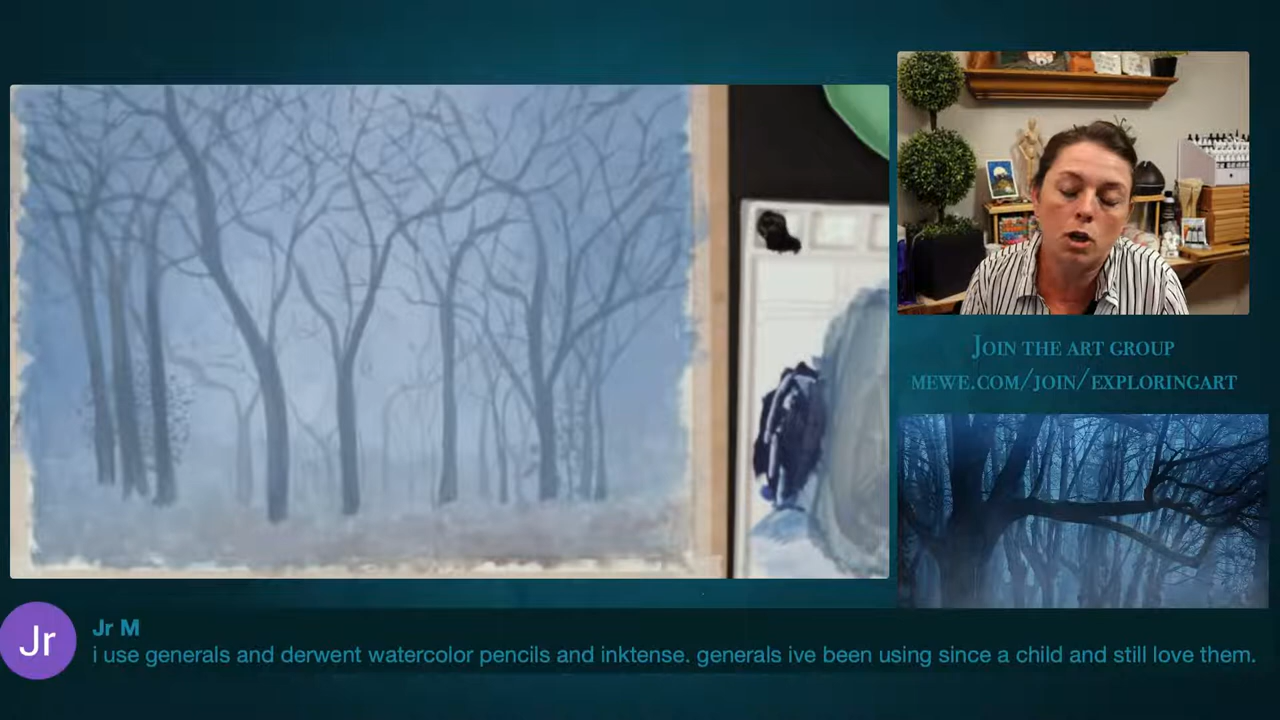 JOIN THE ART GROUP
MEWE.COM/JOIN/EXPLORINGART
Jr
Jr M
i use generals and derwent watercolor pencils and inktense. generals ive been using since a child and still love them.